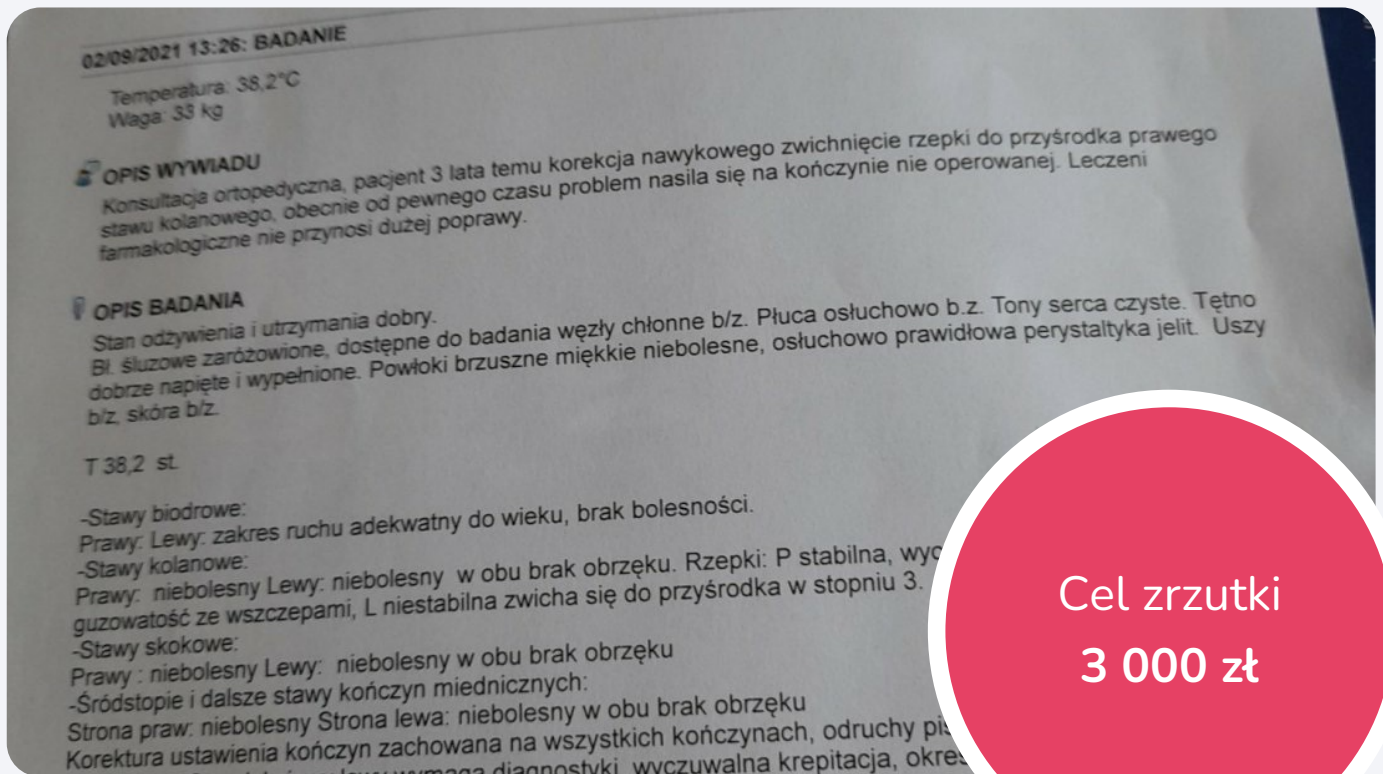 02/09/2021 13:26: BADANIE
Temperatura: 38,2°C
Waga: 33 kg
OPIS WYWIADU
Konsultacja ortopedyczna, pacjent 3 lata temu korekcja nawykowego zwichnięcie rzepki do przyśrodka prawego
stawu kolanowego, obecnie od pewnego czasu problem nasila się na kończynie nie operowanej. Leczeni
farmakologiczne nie przynosi dużej poprawy.
OPIS BADANIA
Stan odżywienia i utrzymania dobry.
Bł. śluzowe zaróżowione, dostępne do badania węzły chłonne b/z. Płuca osłuchowo b.z. Tony serca czyste. Tętno
dobrze napięte i wypełnione. Powłoki brzuszne miękkie niebolesne, osłuchowo prawidłowa perystaltyka jelit. Uszy
b/z, skóra b/z.
T 38,2 st.
-Stawy biodrowe:
Prawy: Lewy: zakres ruchu adekwatny do wieku, brak bolesności.
-Stawy kolanowe:
Prawy: niebolesny Lewy: niebolesny w obu brak obrzęku. Rzepki: P stabilna, wyc
guzowatość ze wszczepami, L niestabilna zwicha się do przyśrodka w stopniu 3.
-Stawy skokowe:
Prawy : niebolesny Lewy: niebolesny w obu brak obrzęku
-Śródstopie i dalsze stawy kończyn miednicznych:
Strona praw: niebolesny Strona lewa: niebolesny w obu brak obrzęku
Korektura ustawienia kończyn zachowana na wszystkich kończynach, odruchy
wymaga diagnostyki, wyczuwalna krepitacja,
Cel zrzutki
3 000 zł